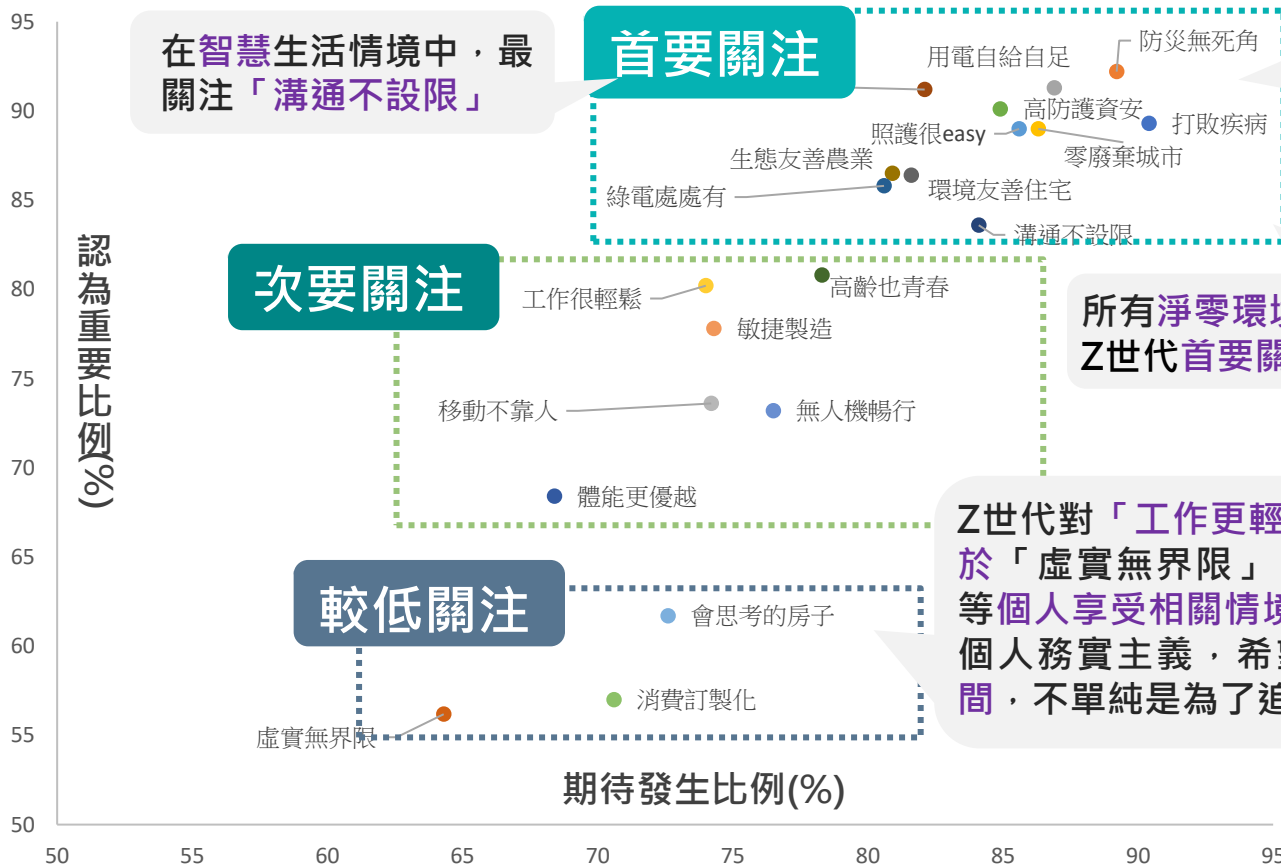 在智慧生活情境中，最
關注「溝通不設限」
首要關注
防災無死角
用電自給自足
高防護資安
打敗疾病
照護很easy
零廢棄城市
生態友善農業
環境友善住宅
綠電處處有
溝通不設限
次要關注
高齡也青春
工作很輕鬆
敏捷製造
移動不靠人
無人機暢行
體能更優越
所有淨零環
Z世代首要關
Z世代對「工作更輕
於「虛實無界限」
等個人享受相關情境
個人務實主義，希
間，不單純是為了追
較低關注
會思考的房子
消費訂製化
虛實無界限
認為重要比例(%)
95
90
85
80
75
70
65
60
55
50
50
55
60
65
70
75
80
85
90
95
期待發生比例(%)